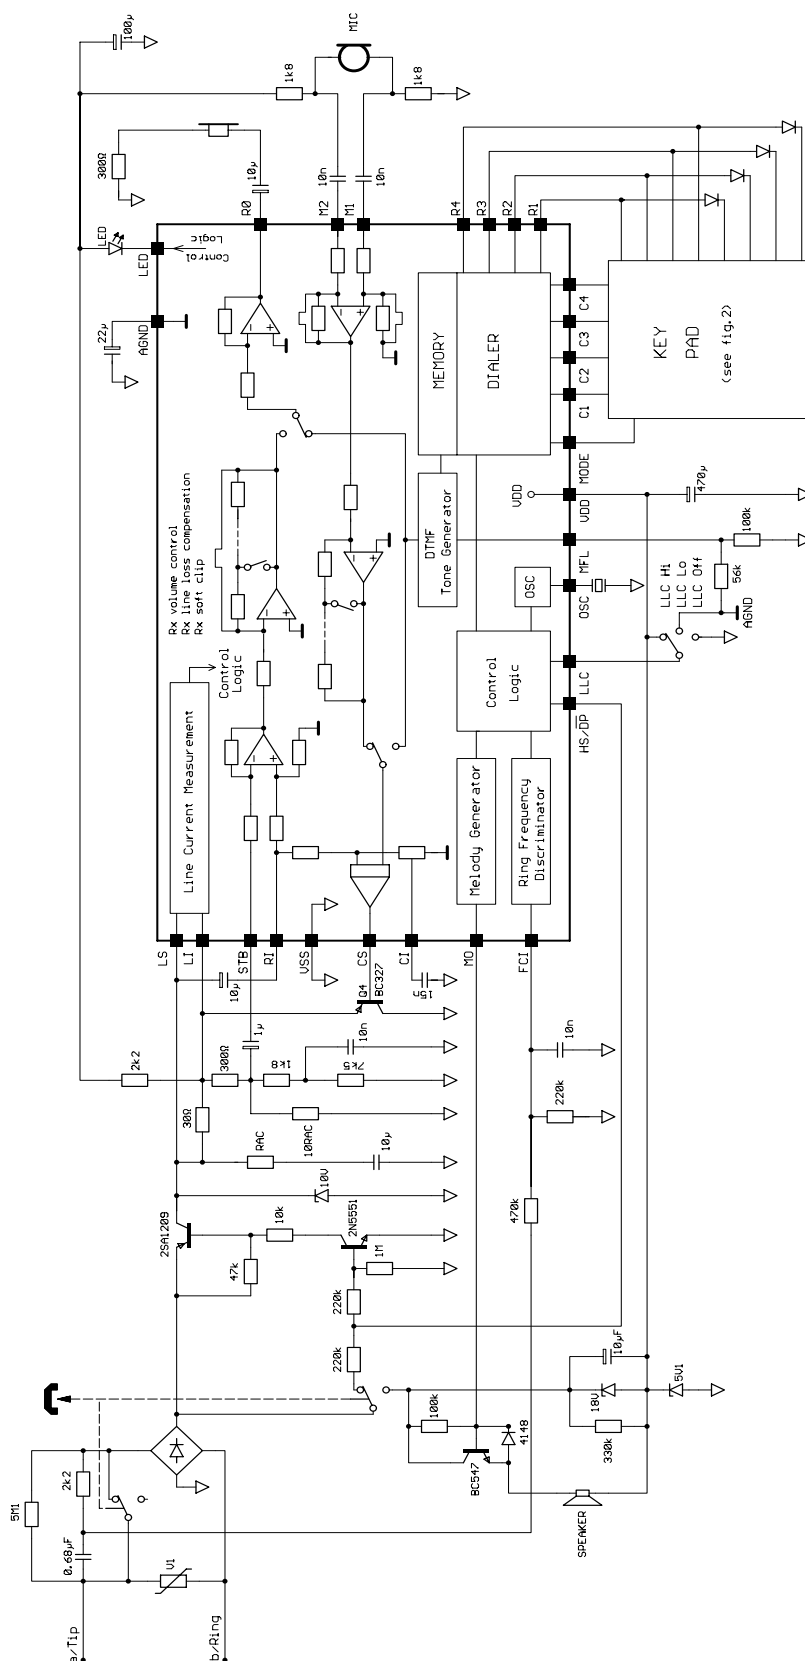 100µ
MIC
1k8
1k8
300Ω
10µ
10n
10n
R0
M2
M1
R4
R3
R2
R1
LED
LED
Control
Logic
AGND
22µ
MEMORY
DIALER
C4
C3
C2
C1
KEY
PAD
(see fig.2)
MODE
VDD
VDD
470µ
DTMF
Tone Generator
MFL
100k
56k
OSC
OSC
LLC Hi
LLC Lo
LLC Off
AGND
LLC
HS/DP
Control
Logic
Rx volume control
Rx line loss compensation
Rx soft clip
Line Current Measurement
Control
Logic
Melody Generator
Ring Frequency
Discriminator
LS
LI
STB
RI
VSS
CS
CI
MO
FCI
10µ
Q4
BC327
15n
1µ
10n
2k2
300Ω
1k8
7k5
30Ω
10RAC
RAC
10µ
10V
10n
220k
470k
2SA1209
10k
2N5551
47k
1M
220k
220k
10µF
18V
5V1
330k
100k
4148
BC547
SPEAKER
5M1
2k2
0.68µF
V1
a/Tip
b/Ring